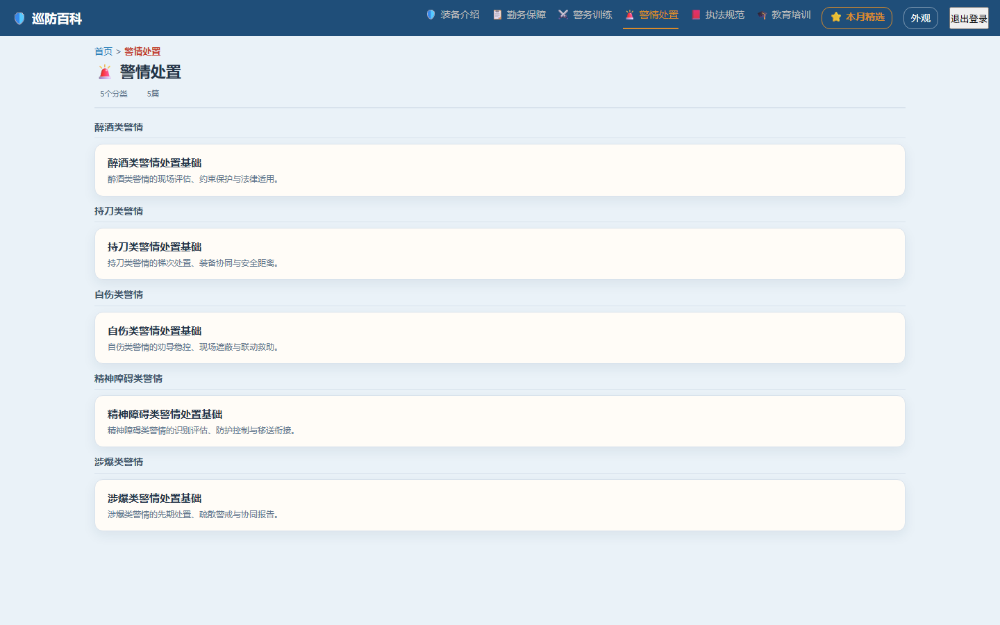 巡防百科
装备介绍
勤务保障
警务训练
警情处置
执法规范
教育培训
本月精选
外观
退出登录
首页 > 警情处置
警情处置
5个分类 5篇
醉酒类警情
醉酒类警情处置基础
醉酒类警情的现场评估、约束保护与法律适用。
持刀类警情
持刀类警情处置基础
持刀类警情的梯次处置、装备协同与安全距离。
自伤类警情
自伤类警情处置基础
自伤类警情的劝导稳控、现场遮蔽与联动救助。
精神障碍类警情
精神障碍类警情处置基础
精神障碍类警情的识别评估、防护控制与移送衔接。
涉爆类警情
涉爆类警情处置基础
涉爆类警情的先期处置、疏散警戒与协同报告。